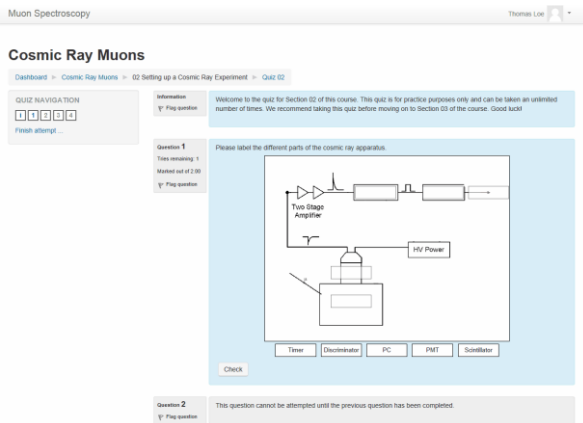 Muon Spectroscopy
Thomas Loe
Cosmic Ray Muons
Dashboard ► Cosmic Ray Muons ► 02 Setting up a Cosmic Ray Experiment ► Quiz 02
QUIZ NAVIGATION
i 1 2 3 4
Finish attempt ...
Information
Flag question
Welcome to the quiz for Section 02 of this course. This quiz is for practice purposes only and can be taken an unlimited
number of times. We recommend taking this quiz before moving on to Section 03 of the course. Good luck!
Question 1
Tries remaining: 1
Marked out of 2.00
Flag question
Please label the different parts of the cosmic ray apparatus.
Two Stage
Amplifier
HV Power
Timer Discriminator PC PMT Scintillator
Check
Question 2
Flag question
This question cannot be attempted until the previous question has been completed.